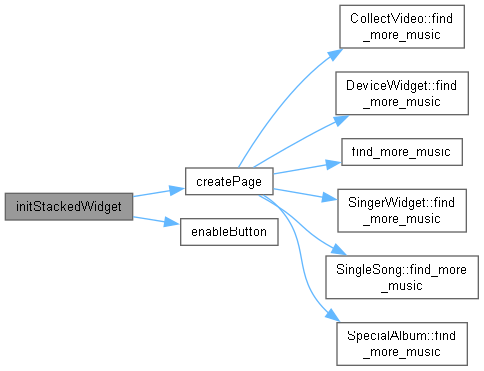 CollectVideo::find
_more_music
DeviceWidget::find
_more_music
find_more_music
createPage
SingerWidget::find
_more_music
initStackedWidget
enableButton
SingleSong::find_more
_music
SpecialAlbum::find
_more_music